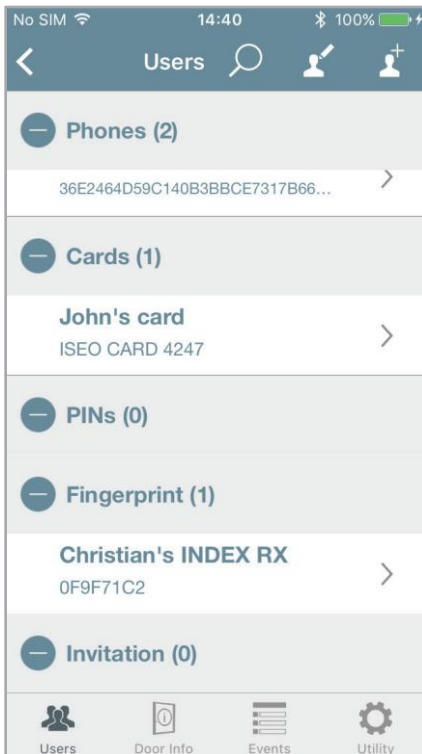 No SIM 14:40 100%
Users
Phones (2)
36E2464D59C140B3BBCE7317B66...
Cards (1)
John's card
ISEO CARD 4247
PINs (0)
Fingerprint (1)
Christian's INDEX RX
0F9F71C2
Invitation (0)
Users Door Info Events Utility